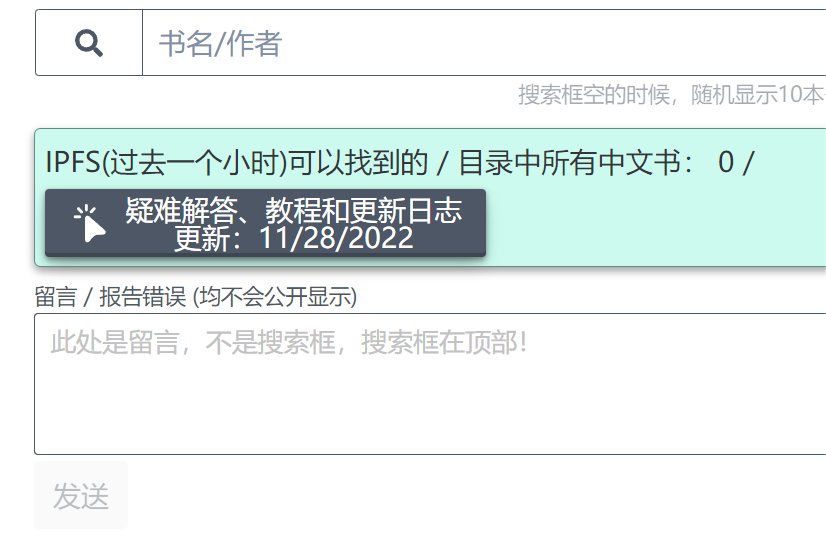 书名/作者
搜索框空的时候，随机显示10本
IPFS(过去一个小时)可以找到的 / 目录中所有中文书： 0 /
疑难解答、教程和更新日志
更新：11/28/2022
留言 / 报告错误 (均不会公开显示)
此处是留言，不是搜索框，搜索框在顶部！
发送